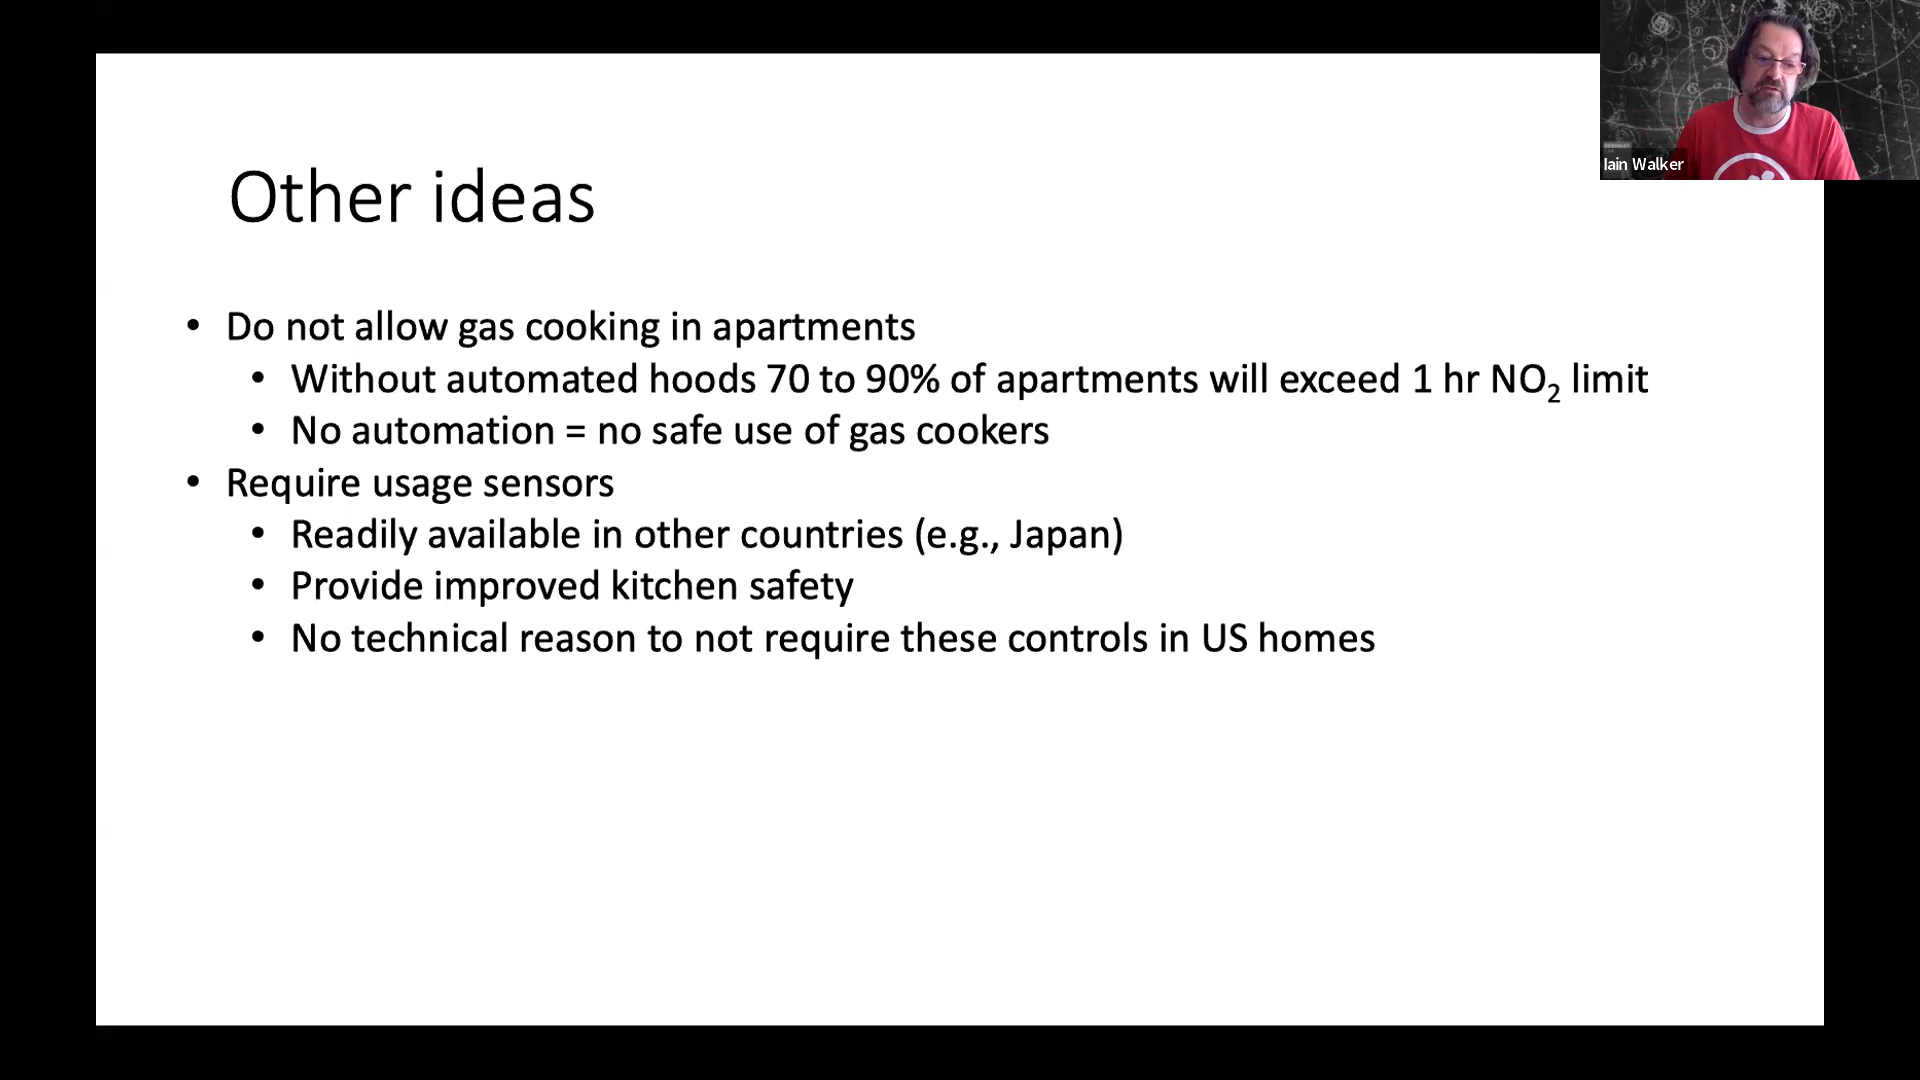 Iain Walker
Other ideas
• Do not allow gas cooking in apartments
• Without automated hoods 70 to 90% of apartments will exceed 1 hr NO₂ limit
• No automation = no safe use of gas cookers
• Require usage sensors
• Readily available in other countries (e.g., Japan)
• Provide improved kitchen safety
• No technical reason to not require these controls in US homes